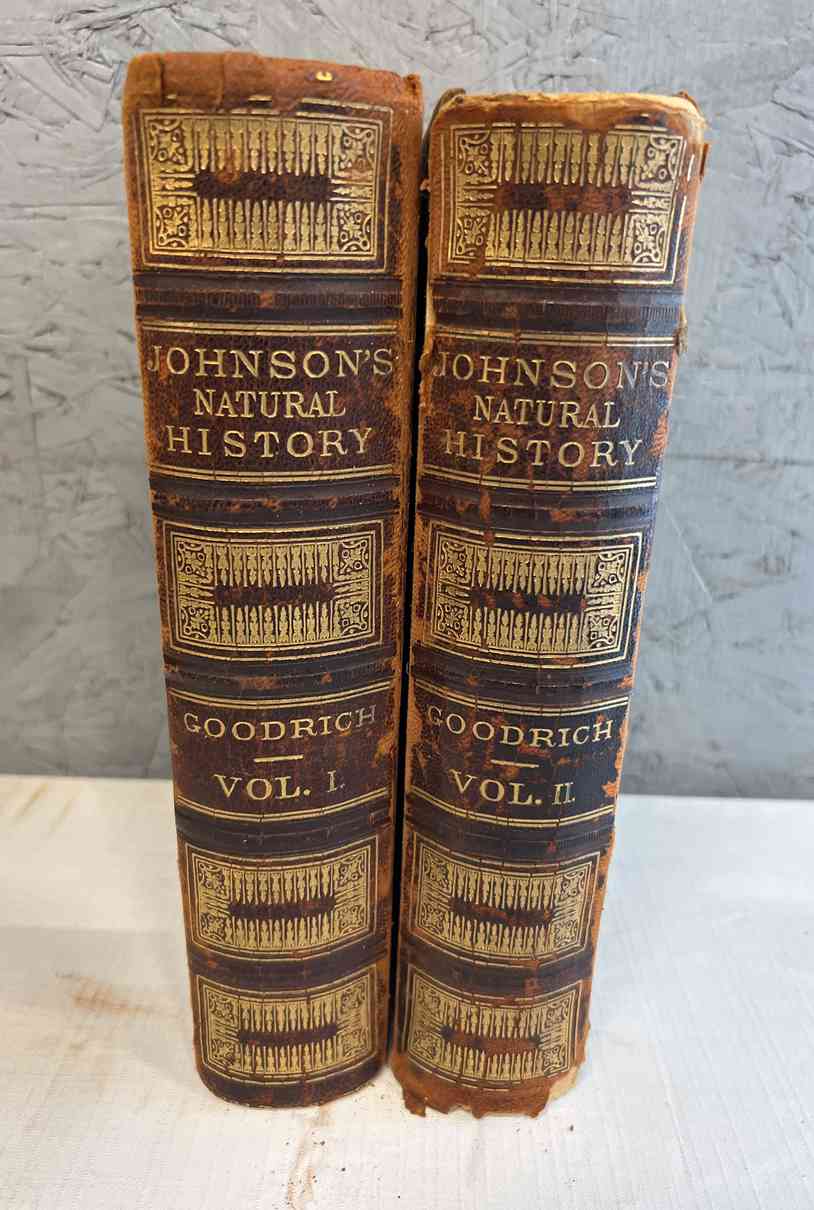 JOHNSON'S
NATURAL
HISTORY
GOODRICH
VOL. I.
JOHNSON'S
NATURAL
HISTORY
GOODRICH
VOL. II.